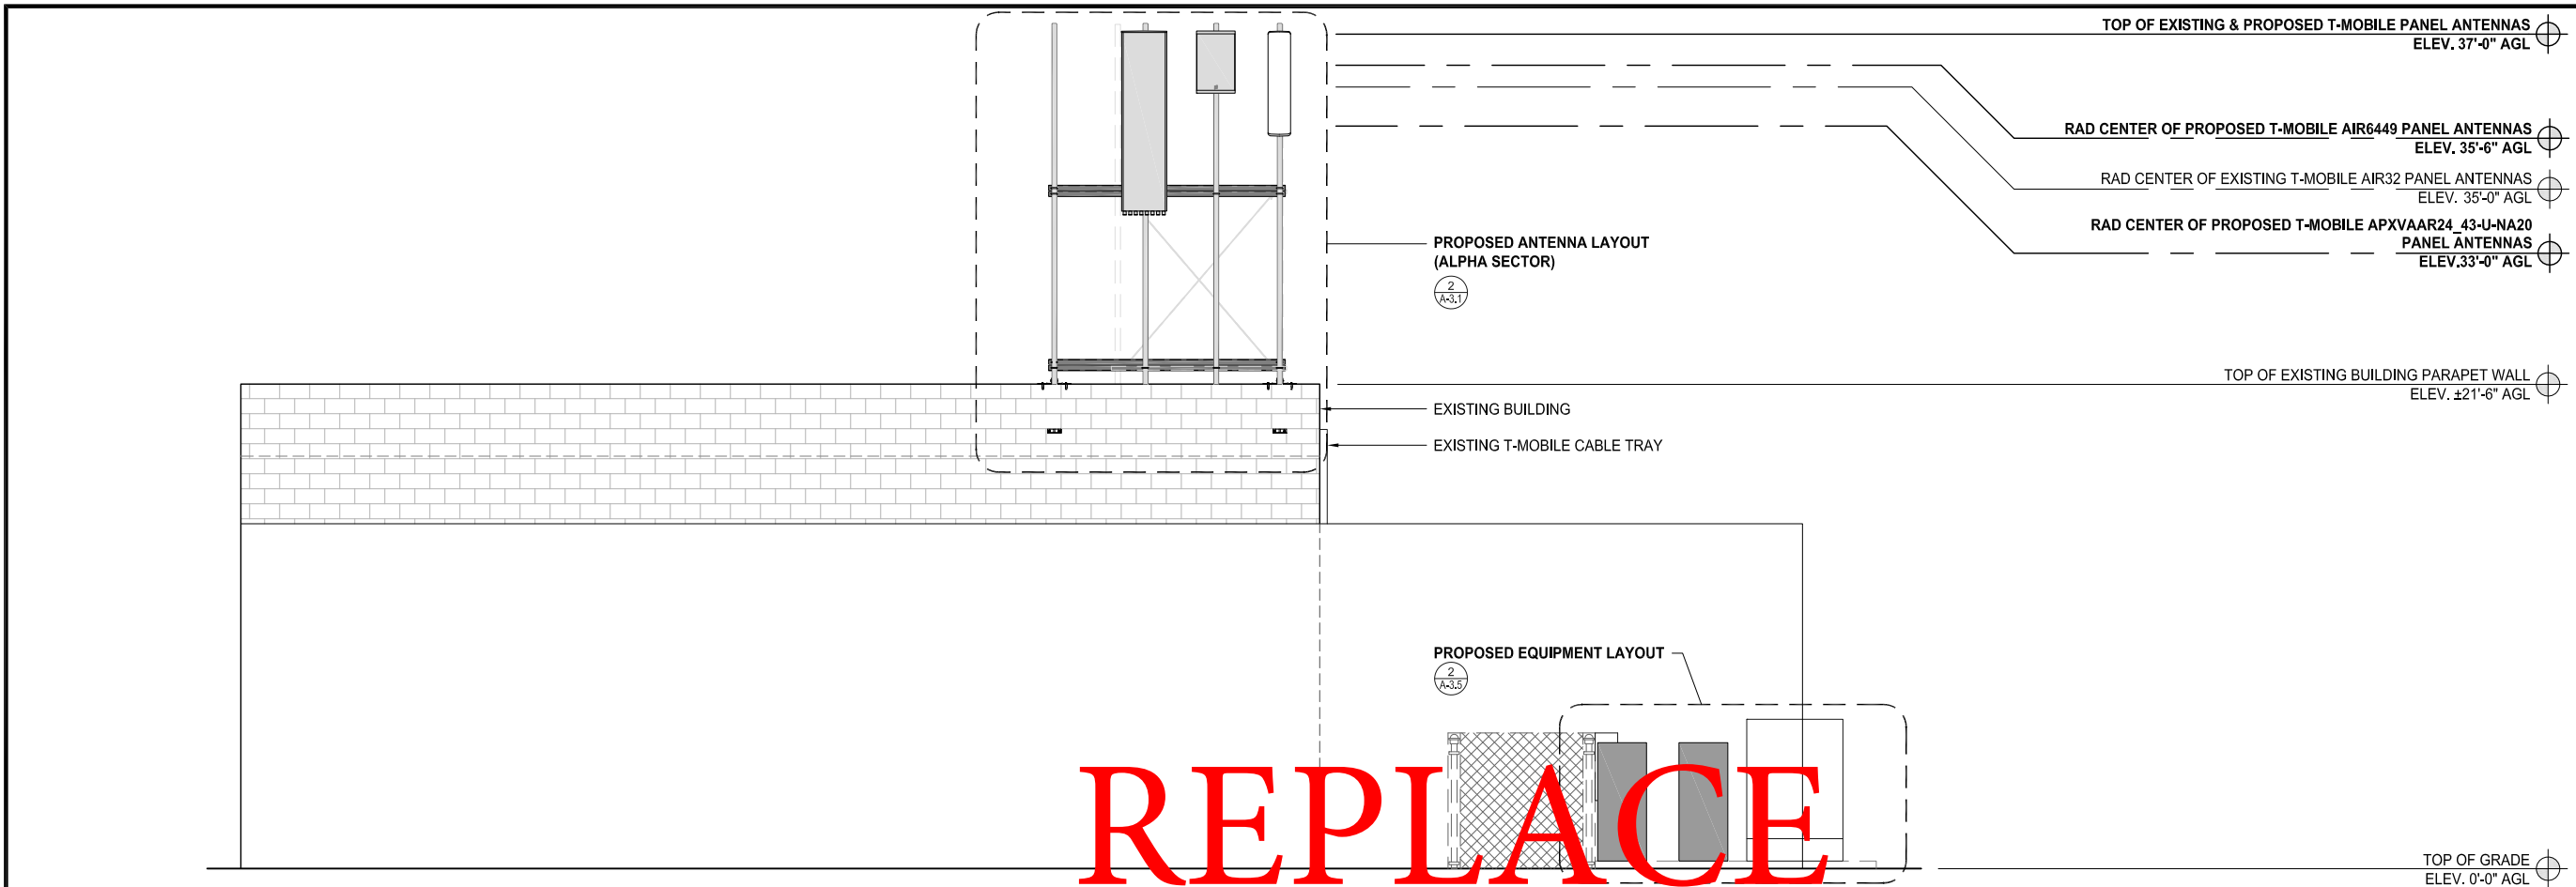 TOP OF EXISTING & PROPOSED T-MOBILE PANEL ANTENNAS
ELEV. 37'-0" AGL
RAD CENTER OF PROPOSED T-MOBILE AIR6449 PANEL ANTENNAS
ELEV. 35'-6" AGL
RAD CENTER OF EXISTING T-MOBILE AIR32 PANEL ANTENNAS
ELEV. 35'-0" AGL
RAD CENTER OF PROPOSED T-MOBILE APXVAAR24_43-U-NA20
PANEL ANTENNAS
ELEV.33'-0" AGL
PROPOSED ANTENNA LAYOUT
(ALPHA SECTOR)
2
A-3.1
TOP OF EXISTING BUILDING PARAPET WALL
ELEV. ±21'-6" AGL
EXISTING BUILDING
EXISTING T-MOBILE CABLE TRAY
PROPOSED EQUIPMENT LAYOUT
2
A-3.5
REPLACE
TOP OF GRADE
ELEV. 0'-0" AGL